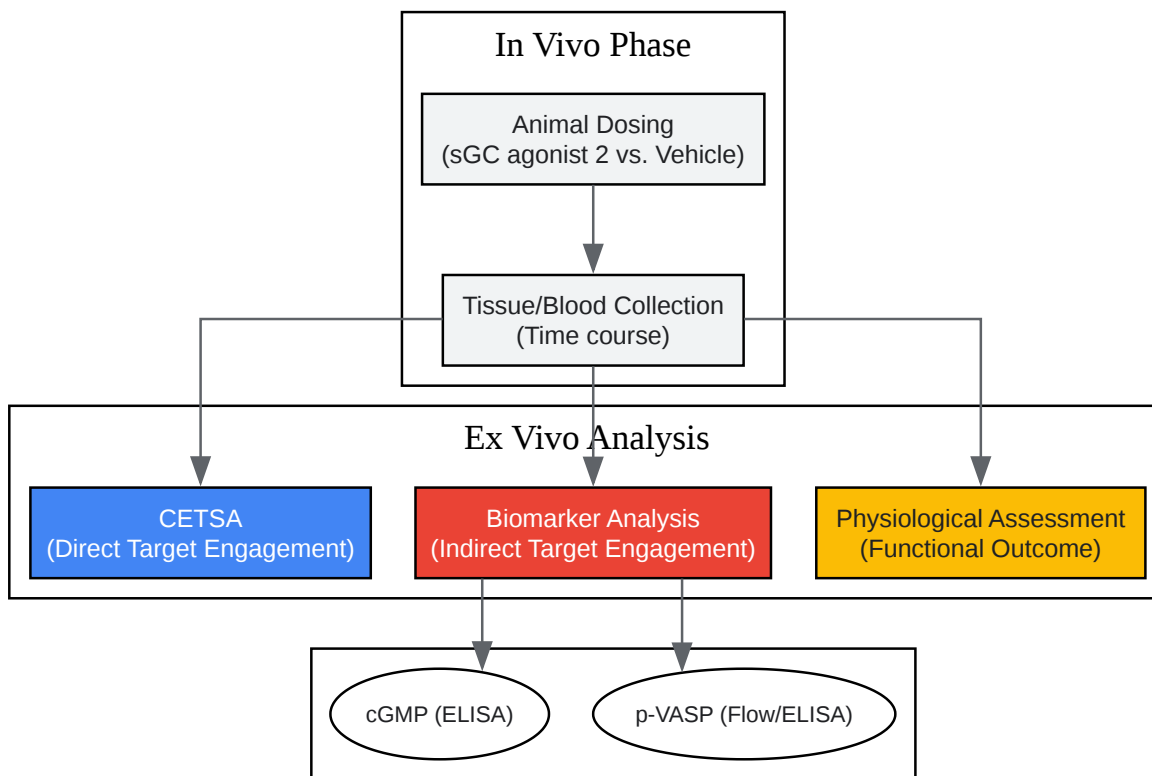 In Vivo Phase
Animal Dosing
(sGC agonist 2 vs. Vehicle)
Tissue/Blood Collection
(Time course)
Ex Vivo Analysis
CETSA
(Direct Target Engagement)
Biomarker Analysis
(Indirect Target Engagement)
Physiological Assessment
(Functional Outcome)
cGMP (ELISA)
p-VASP (Flow/ELISA)